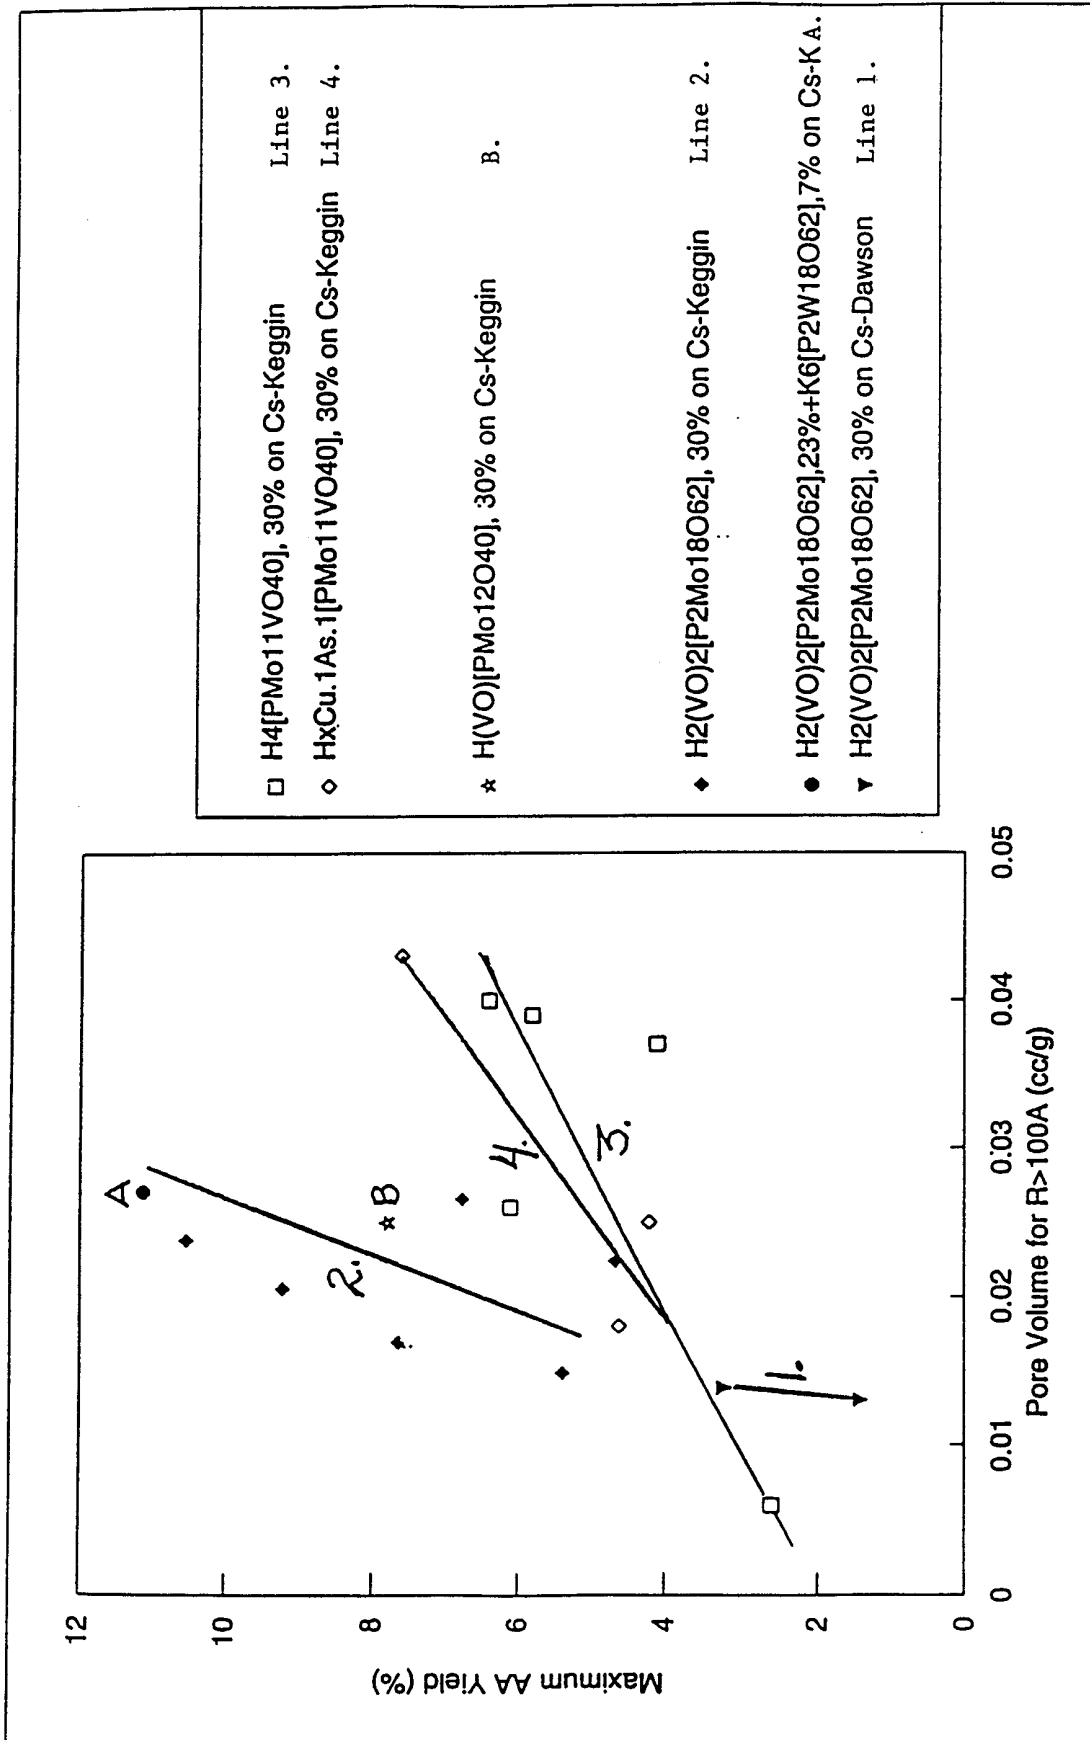 12
10
8
6
4
2
0
Maximum AA Yield (%)
0
0.01
0.02
0.03
0.04
0.05
Pore Volume for R>100A (cc/g)
A
B
2.
4.
3.
1.
H4[PMo11VO40], 30% on Cs-Keggin Line 3.
HxCu.1As.1[PMo11VO40], 30% on Cs-Keggin Line 4.
H(VO)[PMo12O40], 30% on Cs-Keggin B.
H2(VO)2[P2Mo18O62], 30% on Cs-Keggin Line 2.
H2(VO)2[P2Mo18O62],23%+K6[P2W18O62],7% on Cs-K A.
H2(VO)2[P2Mo18O62], 30% on Cs-Dawson Line 1.